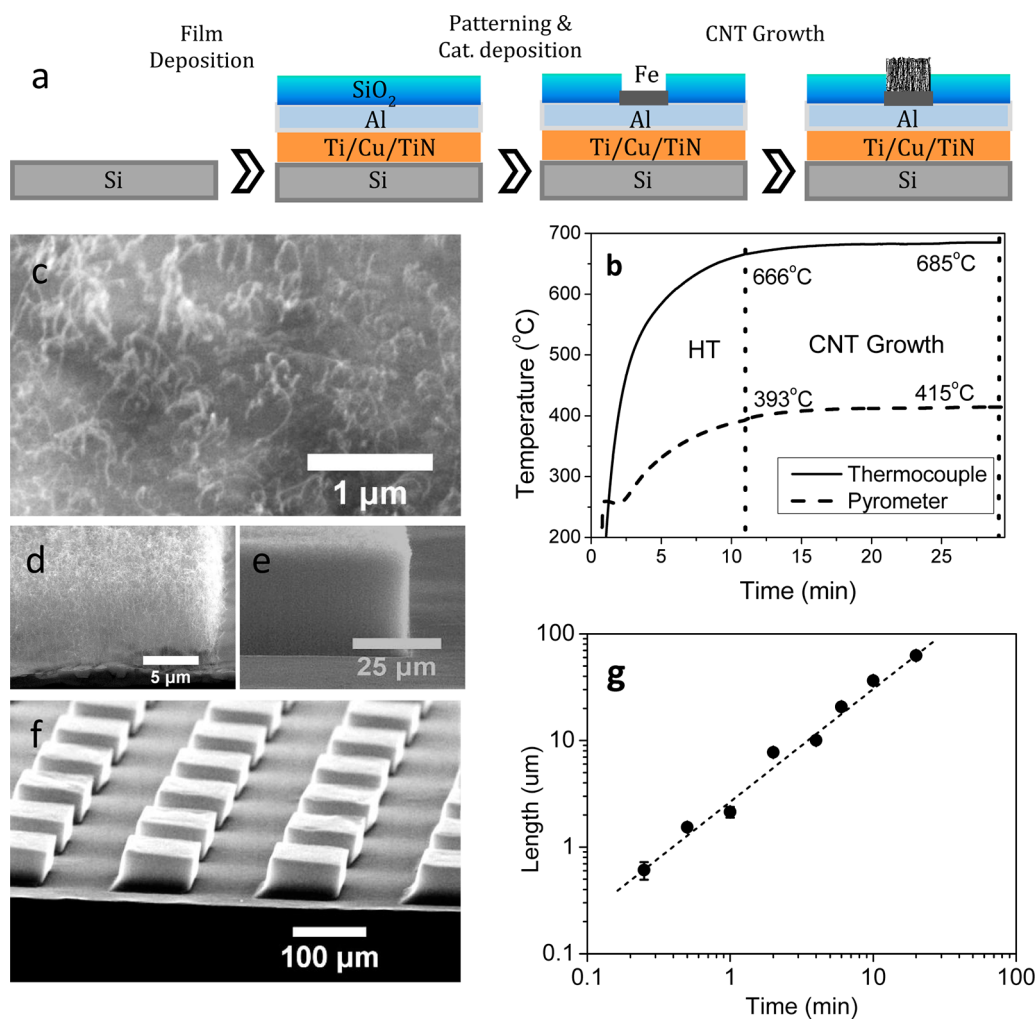 a
Film
Deposition
Patterning &
Cat. deposition
CNT Growth
Si
SiO2
Al
Ti/Cu/TiN
Si
Fe
Al
Ti/Cu/TiN
Si
Al
Ti/Cu/TiN
Si
c
1 μm
d
5 μm
e
25 μm
f
100 μm
b
700
600
500
400
300
200
Temperature (°C)
666°C
685°C
HT
CNT Growth
393°C
415°C
Thermocouple
Pyrometer
0 5 10 15 20 25
Time (min)
g
100
10
1
0.1
Length (um)
0.1 1 10 100
Time (min)